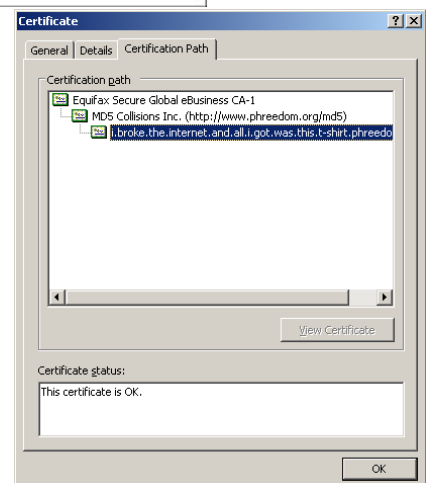 Certificate
General
Details
Certification Path
Certification path
Equifax Secure Global eBusiness CA-1
MD5 Collisions Inc. (http://www.phreedom.org/md5)
i.broke.the.internet.and.all.i.got.was.this.t-shirt.phreedo
View Certificate
Certificate status:
This certificate is OK.
OK